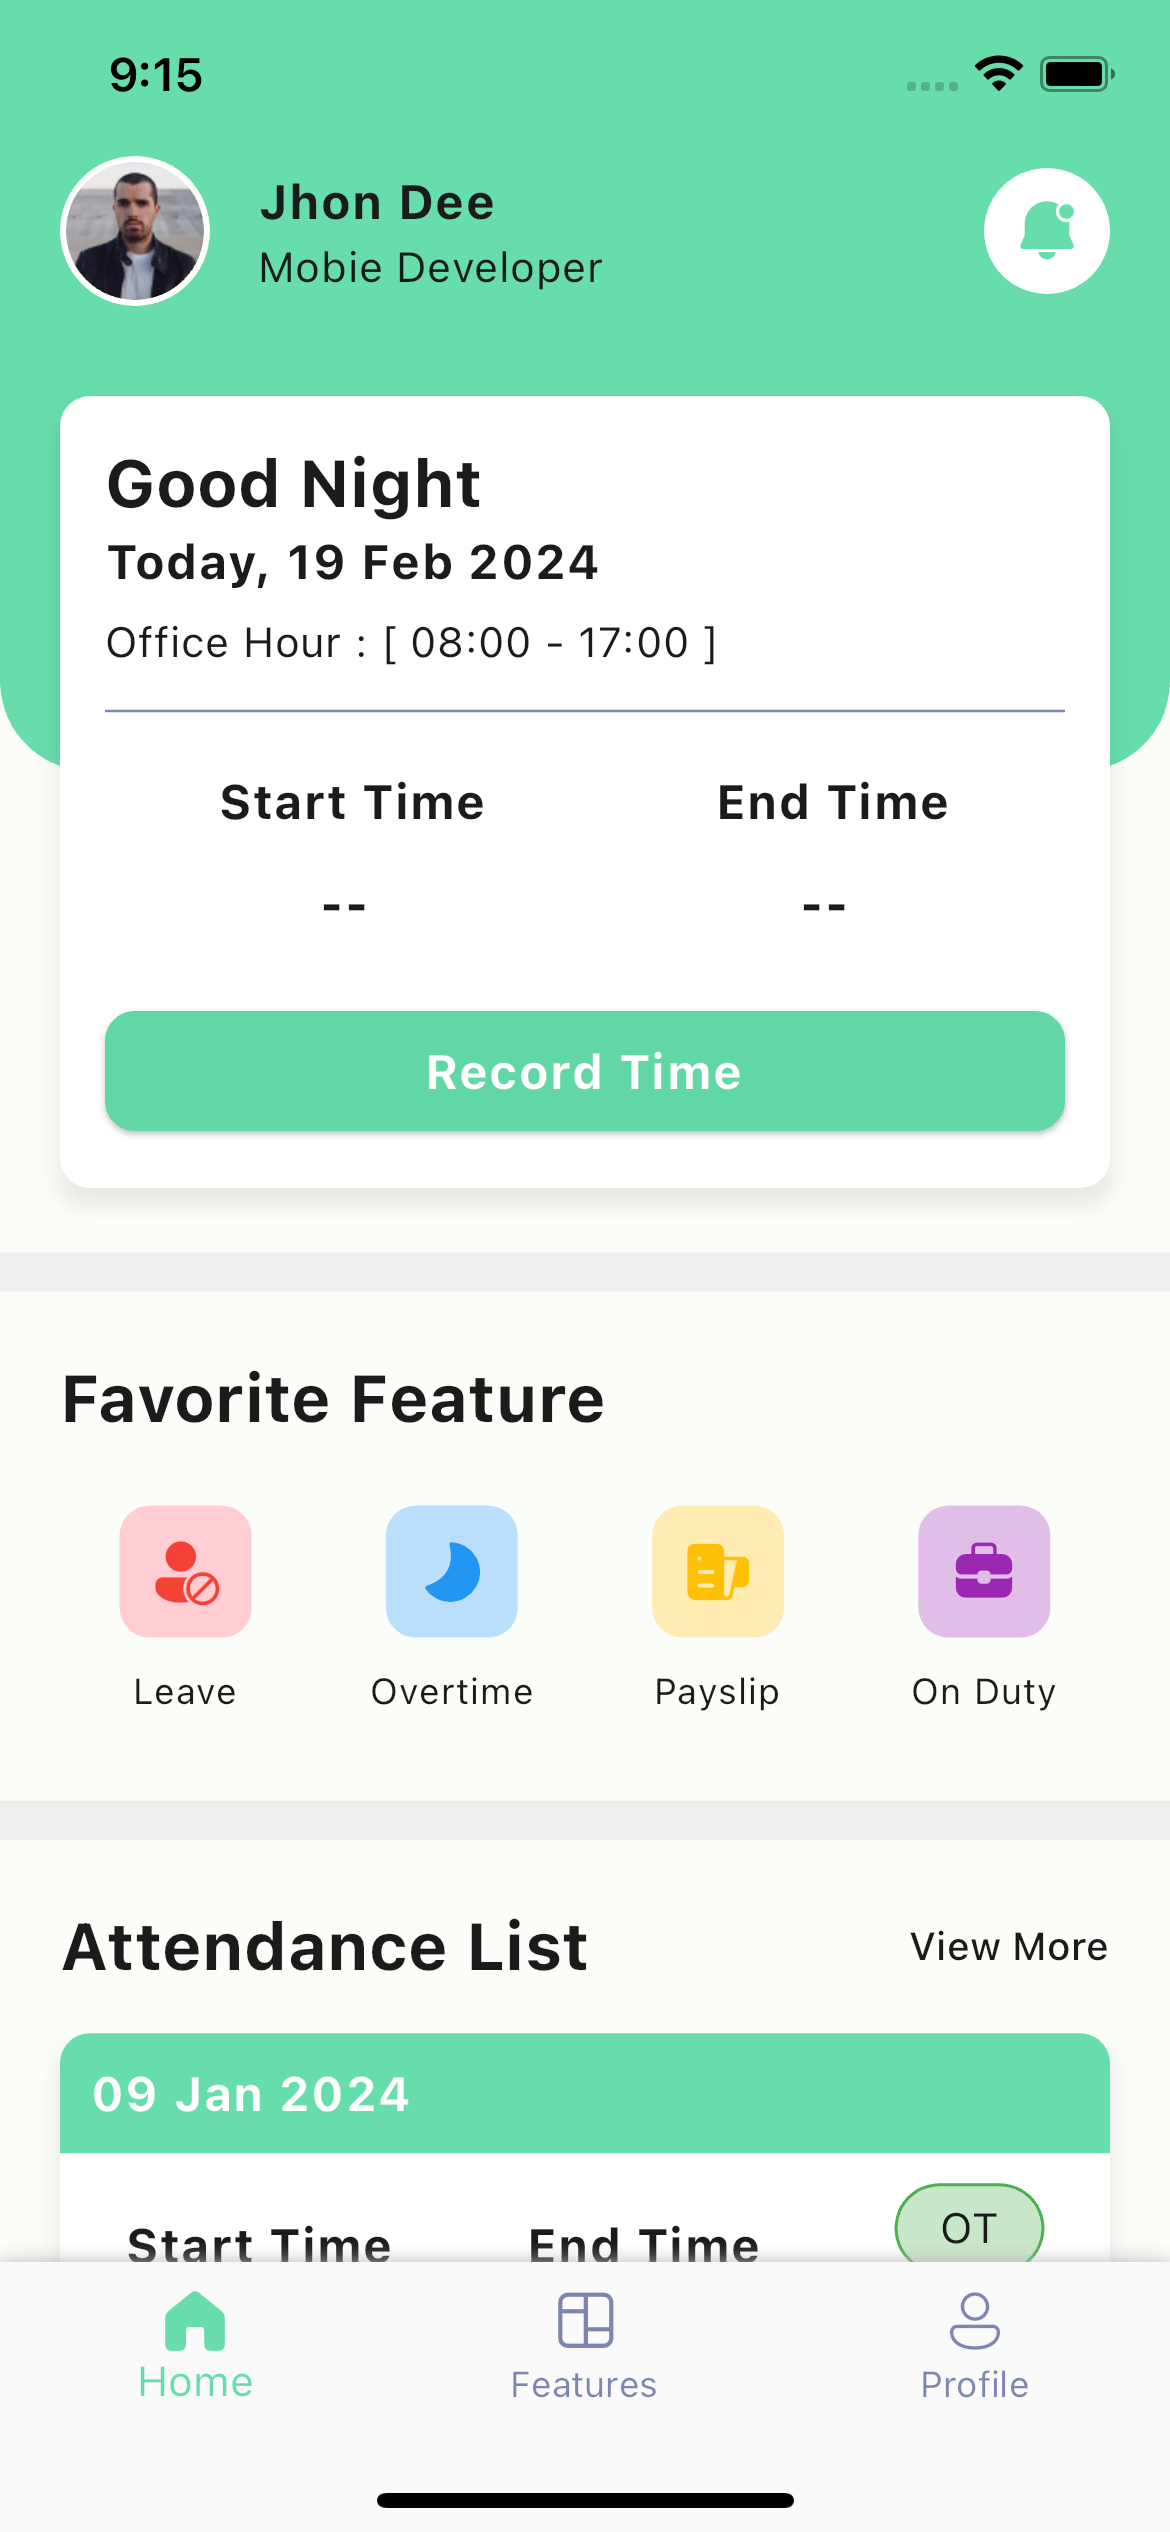 9:15
Jhon Dee
Mobie Developer
Good Night
Today, 19 Feb 2024
Office Hour : [ 08:00 - 17:00 ]
Start Time End Time
-- --
Record Time
Favorite Feature
Leave Overtime Payslip On Duty
Attendance List View More
09 Jan 2024
Start Time End Time OT
Home Features Profile